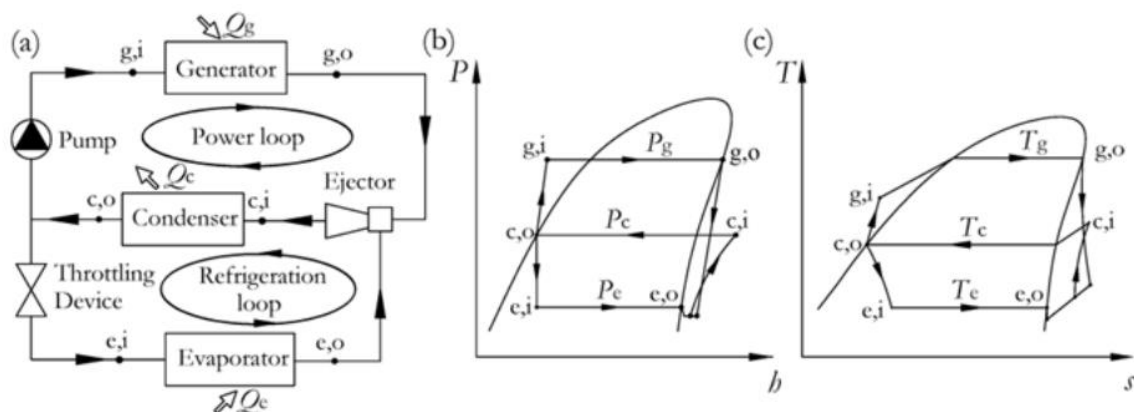 (a)
Qg
g,i
Generator
g,o
Pump
Power loop
Qc
Ejector
c,o
Condenser
c,i
Throttling
Device
Refrigeration
loop
e,i
Evaporator
e,o
Qe
(b)
P
g,i
Pg
g,o
c,o
Pc
c,i
e,i
Pe
e,o
h
(c)
T
Tg
g,o
g,i
c,i
c,o
Tc
e,i
Te
e,o
s